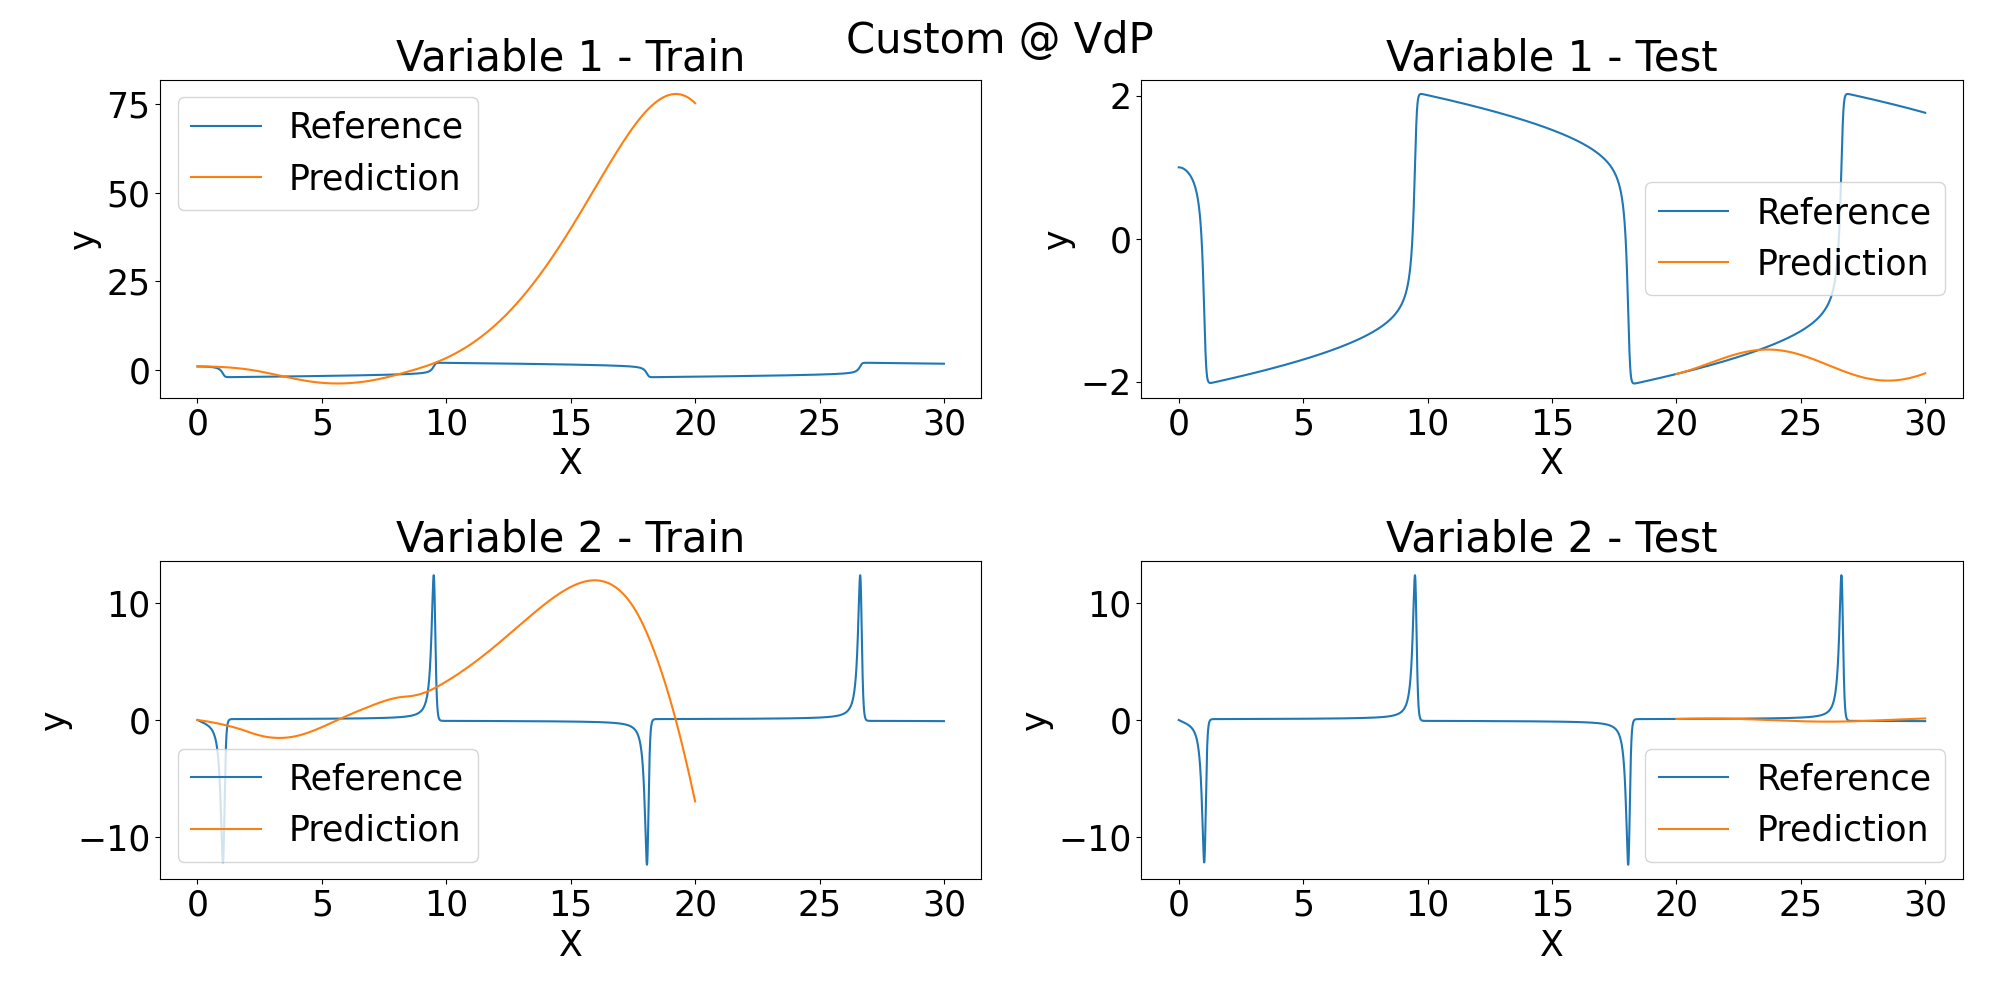 Custom @ VdP
Variable 1 - Train
75
50
25
0
y
Reference
Prediction
0 5 10 15 20 25 30
X
Variable 1 - Test
2
0
−2
y
Reference
Prediction
0 5 10 15 20 25 30
X
Variable 2 - Train
10
0
−10
y
Reference
Prediction
0 5 10 15 20 25 30
X
Variable 2 - Test
10
0
−10
y
Reference
Prediction
0 5 10 15 20 25 30
X